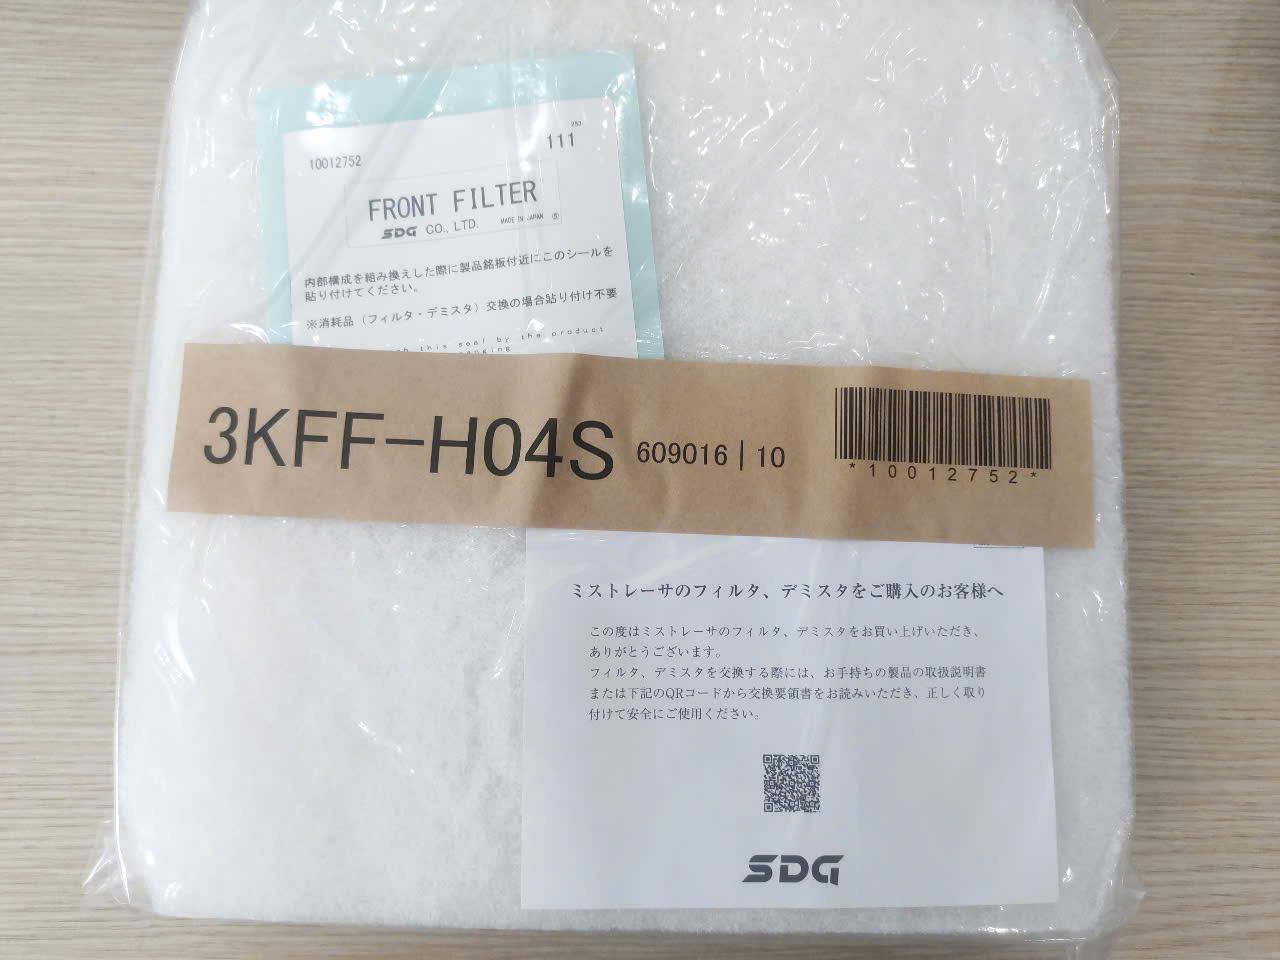 10012752
253
111
FRONT FILTER
SDG CO., LTD. MADE IN JAPAN ⑤
内部構成を組み換えした際に製品銘板付近にこのシールを
貼り付けてください。
※消耗品（フィルタ・デミスタ）交換の場合貼り付け不要
this seal by the product
3KFF-H04S 609016|10
*10012752*
ミストレーサのフィルタ、デミスタをご購入のお客様へ
この度はミストレーサのフィルタ、デミスタをお買い上げいただき、
ありがとうございます。
フィルタ、デミスタを交換する際には、お手持ちの製品の取扱説明書
または下記のQRコードから交換要領書をお読みいただき、正しく取り
付けて安全にご使用ください。
SDG